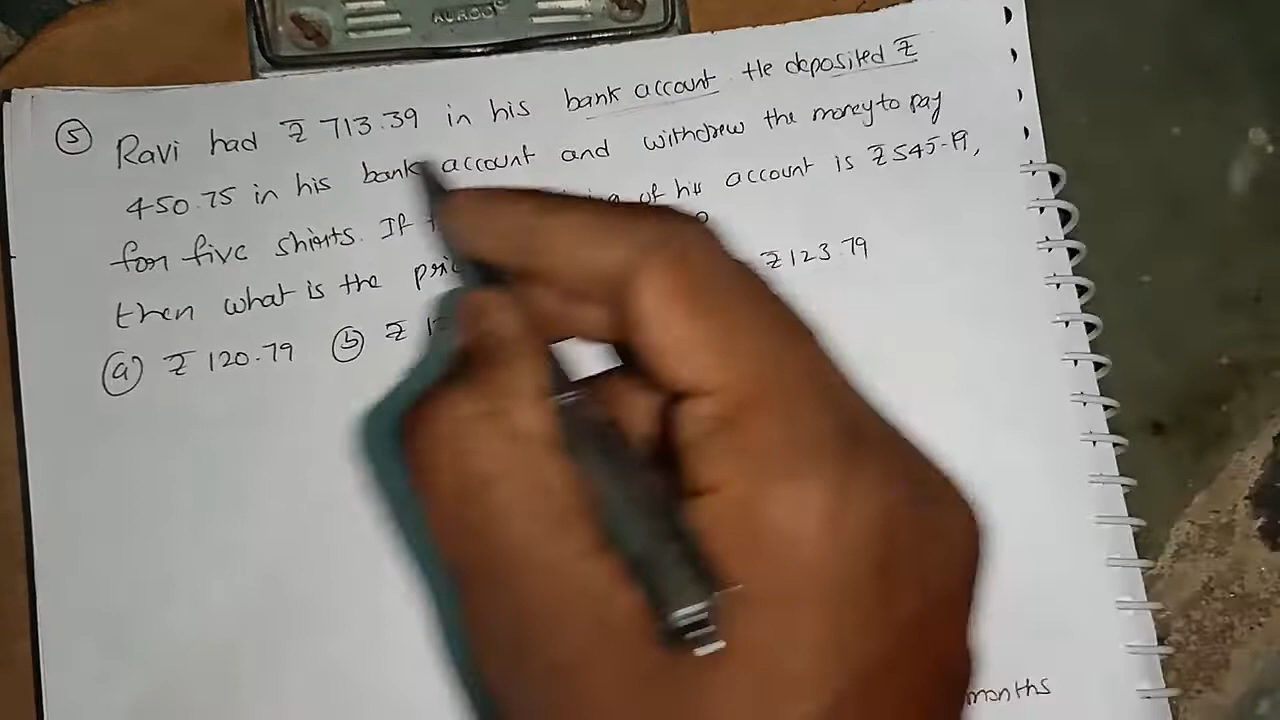 ⑤ Ravi had ₹ 713.39 in his bank account. He deposited ₹
450.75 in his bank account and withdrew the money to pay
for five shirts. If of his account is ₹545.19,
then what is the
ⓐ ₹ 120.79 ⓑ ₹ ₹123.79
months